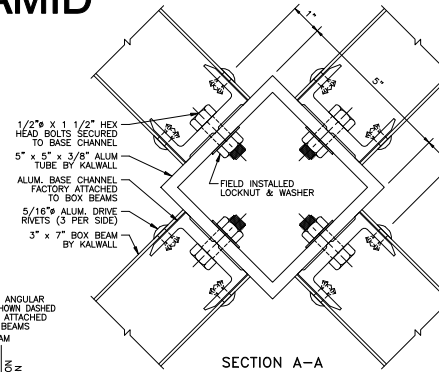 AMID
1"
5"
1/2"ø X 1 1/2" HEX
HEAD BOLTS SECURED
TO BASE CHANNEL
5" x 5" x 3/8" ALUM
TUBE BY KALWALL
ALUM. BASE CHANNEL
FACTORY ATTACHED
TO BOX BEAMS
5/16"ø ALUM. DRIVE
RIVETS (3 PER SIDE)
3" x 7" BOX BEAM
BY KALWALL
FIELD INSTALLED
LOCKNUT & WASHER
ANGULAR
HOWN DASHED
ATTACHED
BEAMS
AM
ON
N
SECTION A-A